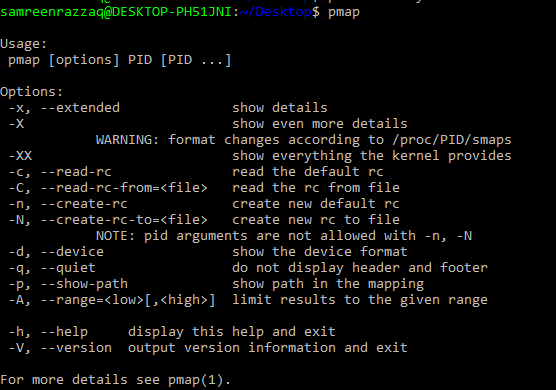 samreenrazzaq@DESKTOP-PH51JNI:~/Desktop$ pmap
Usage:
pmap [options] PID [PID ...]
Options:
-x, --extended show details
-X show even more details
WARNING: format changes according to /proc/PID/smaps
-XX show everything the kernel provides
-c, --read-rc read the default rc
-C, --read-rc-from=<file> read the rc from file
-n, --create-rc create new default rc
-N, --create-rc-to=<file> create new rc to file
NOTE: pid arguments are not allowed with -n, -N
-d, --device show the device format
-q, --quiet do not display header and footer
-p, --show-path show path in the mapping
-A, --range=<low>[,<high>] limit results to the given range
-h, --help display this help and exit
-V, --version output version information and exit
For more details see pmap(1).